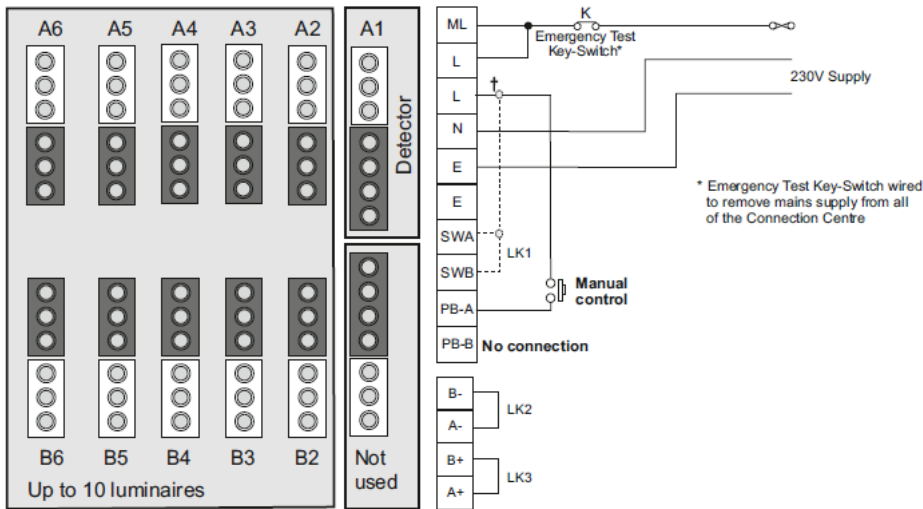 A6 A5 A4 A3 A2 A1
Detector
B6 B5 B4 B3 B2
Not
used
Up to 10 luminaires
ML
L
L
N
E
E
SWA
SWB
PB-A
PB-B
No connection
B-
A-
B+
A+
K
Emergency Test
Key-Switch*
230V Supply
†
* Emergency Test Key-Switch wired
to remove mains supply from all
of the Connection Centre
LK1
Manual
control
LK2
LK3